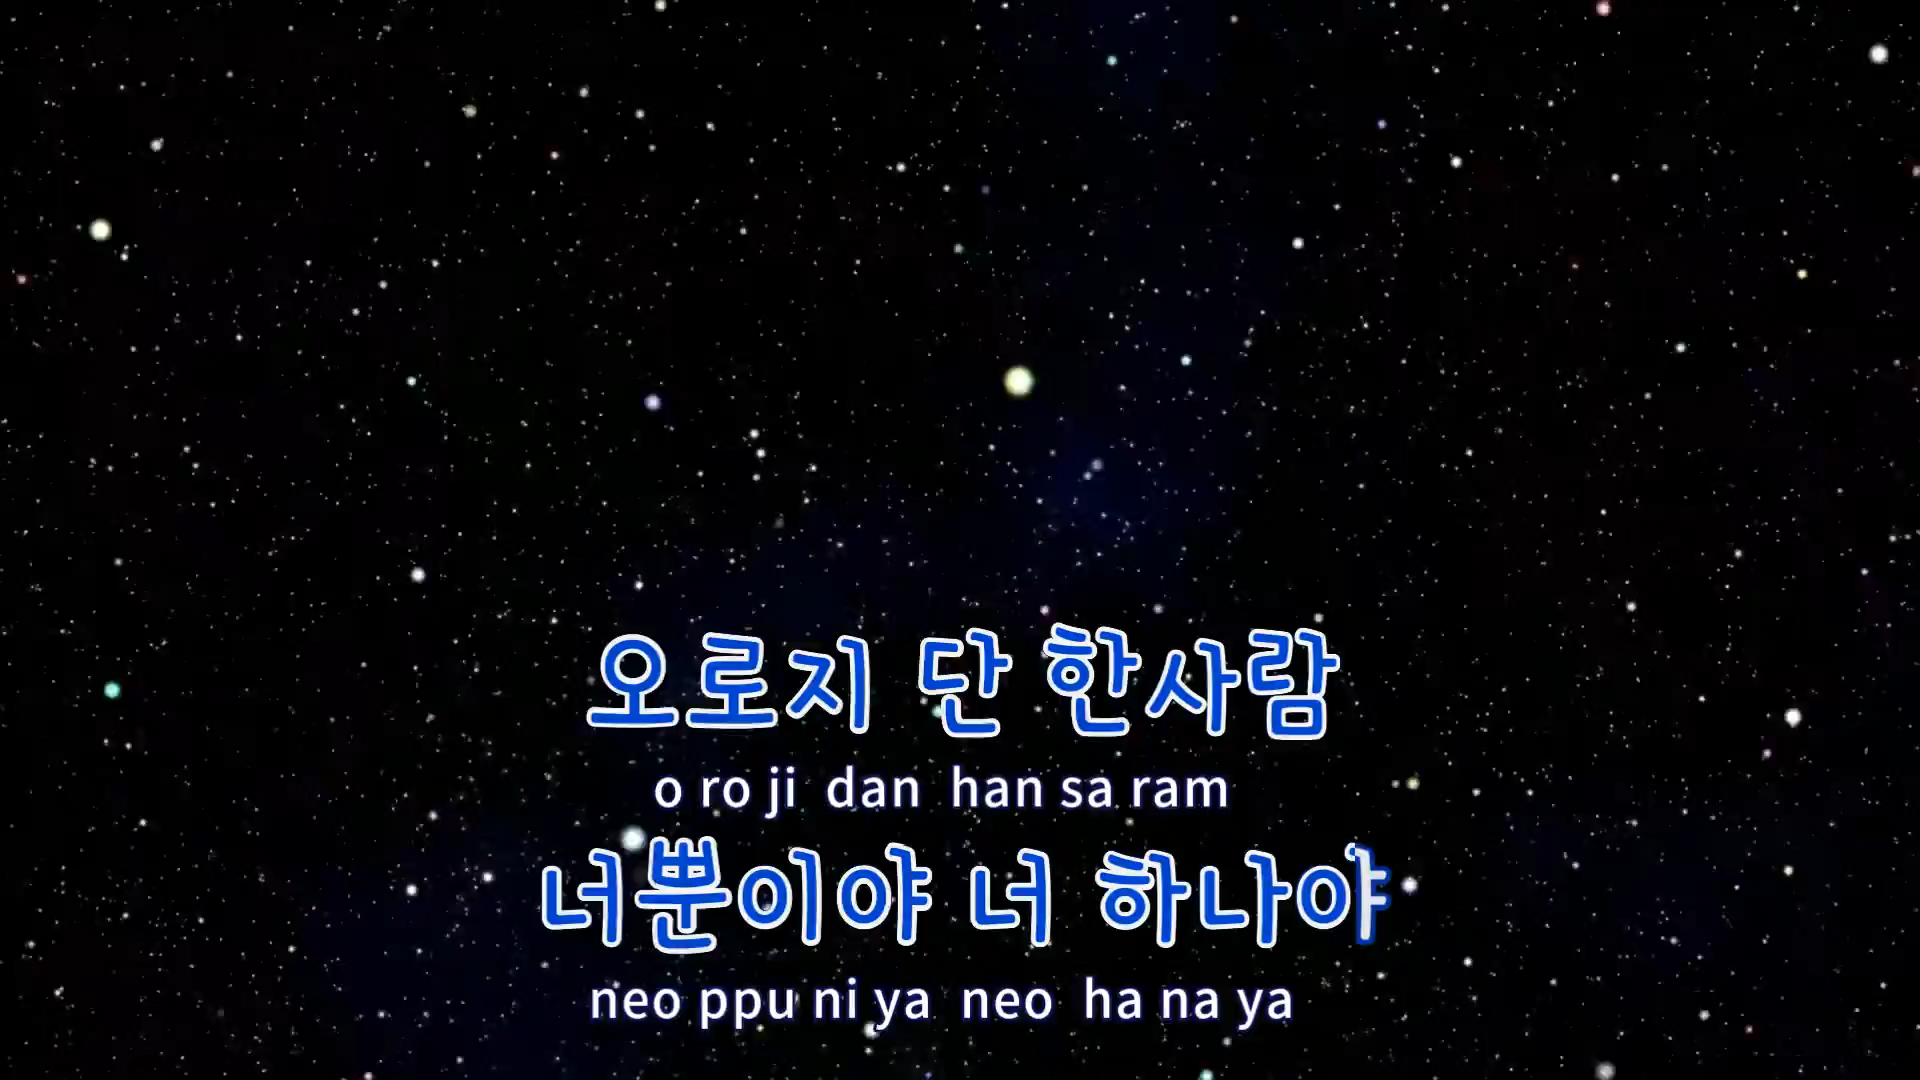 오로지 단 한사람
o ro ji dan han sa ram
너뿐이야 너 하나야
neo ppu ni ya neo ha na ya